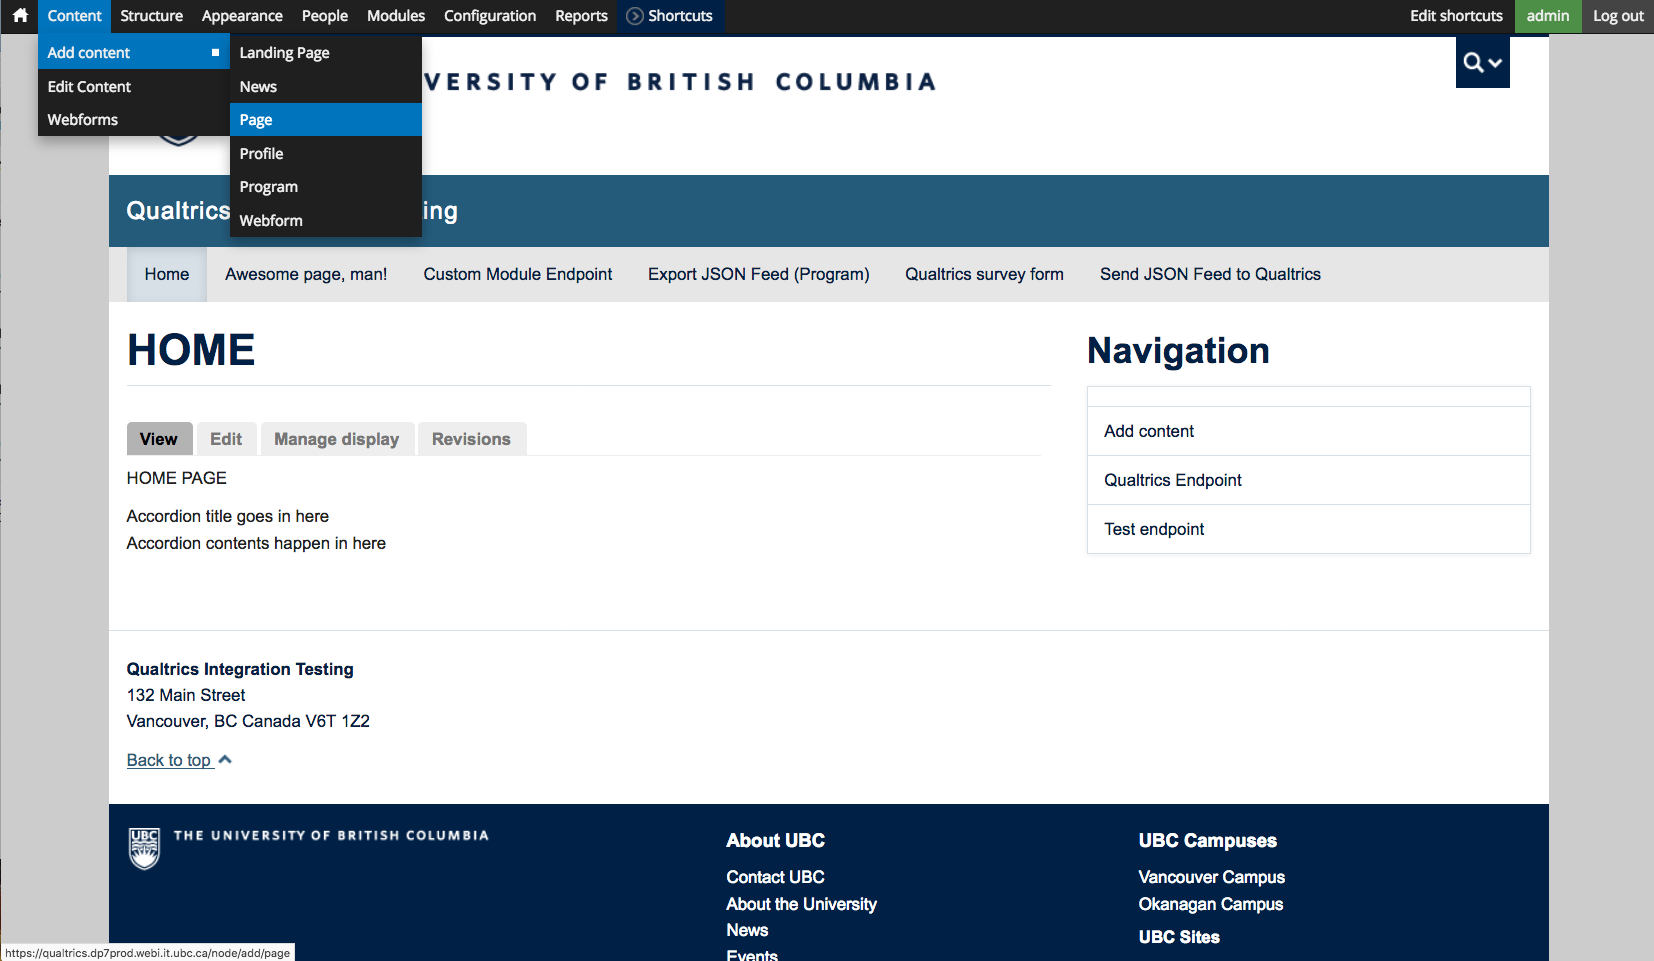 Content Structure Appearance People Modules Configuration Reports Shortcuts Edit shortcuts admin Log out
Add content
Edit Content
Webforms
Landing Page
News
Page
Profile
Program
Webform
VERSITY OF BRITISH COLUMBIA
Qualtrics ing
Home Awesome page, man! Custom Module Endpoint Export JSON Feed (Program) Qualtrics survey form Send JSON Feed to Qualtrics
HOME
View Edit Manage display Revisions
HOME PAGE
Accordion title goes in here
Accordion contents happen in here
Navigation
Add content
Qualtrics Endpoint
Test endpoint
Qualtrics Integration Testing
132 Main Street
Vancouver, BC Canada V6T 1Z2
Back to top
UBC
THE UNIVERSITY OF BRITISH COLUMBIA
About UBC
Contact UBC
About the University
News
Events
UBC Campuses
Vancouver Campus
Okanagan Campus
UBC Sites
https://qualtrics.dp7prod.webi.it.ubc.ca/node/add/page